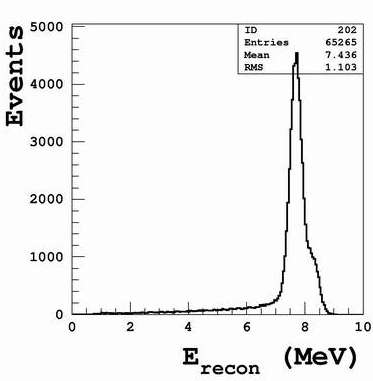 ID 202
Entries 65265
Mean 7.436
RMS 1.103
Events
5000
4000
3000
2000
1000
0
0 2 4 6 8 10
E recon (MeV)